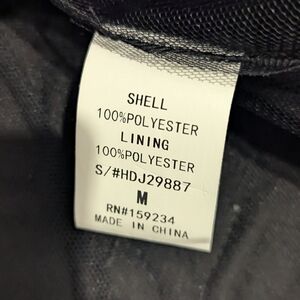 SHELL
100%POLYESTER
LINING
100%POLYESTER
S/#HDJ29887
M
RN#159234
MADE IN CHINA